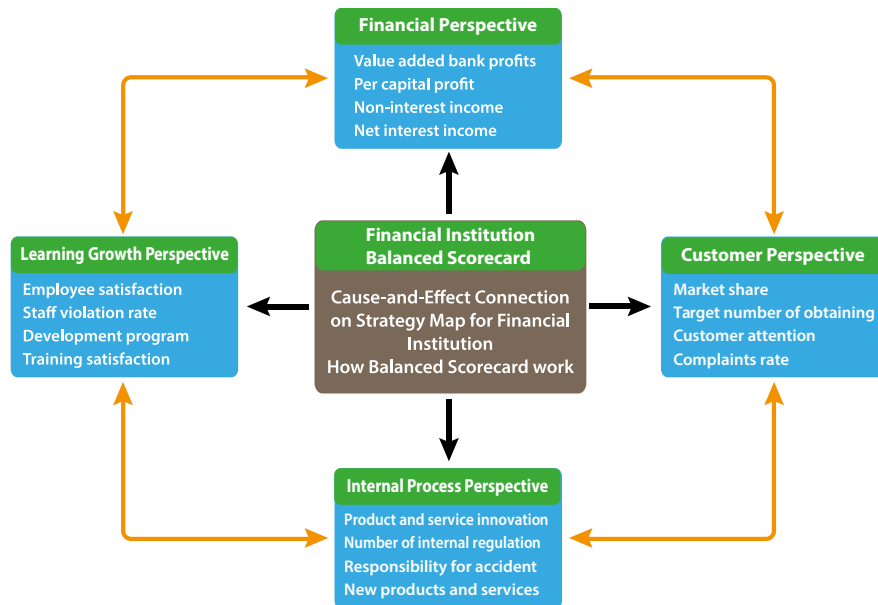 Financial Perspective
Value added bank profits
Per capital profit
Non-interest income
Net interest income
Learning Growth Perspective
Employee satisfaction
Staff violation rate
Development program
Training satisfaction
Financial Institution
Balanced Scorecard
Cause-and-Effect Connection
on Strategy Map for Financial
Institution
How Balanced Scorecard work
Customer Perspective
Market share
Target number of obtaining
Customer attention
Complaints rate
Internal Process Perspective
Product and service innovation
Number of internal regulation
Responsibility for accident
New products and services